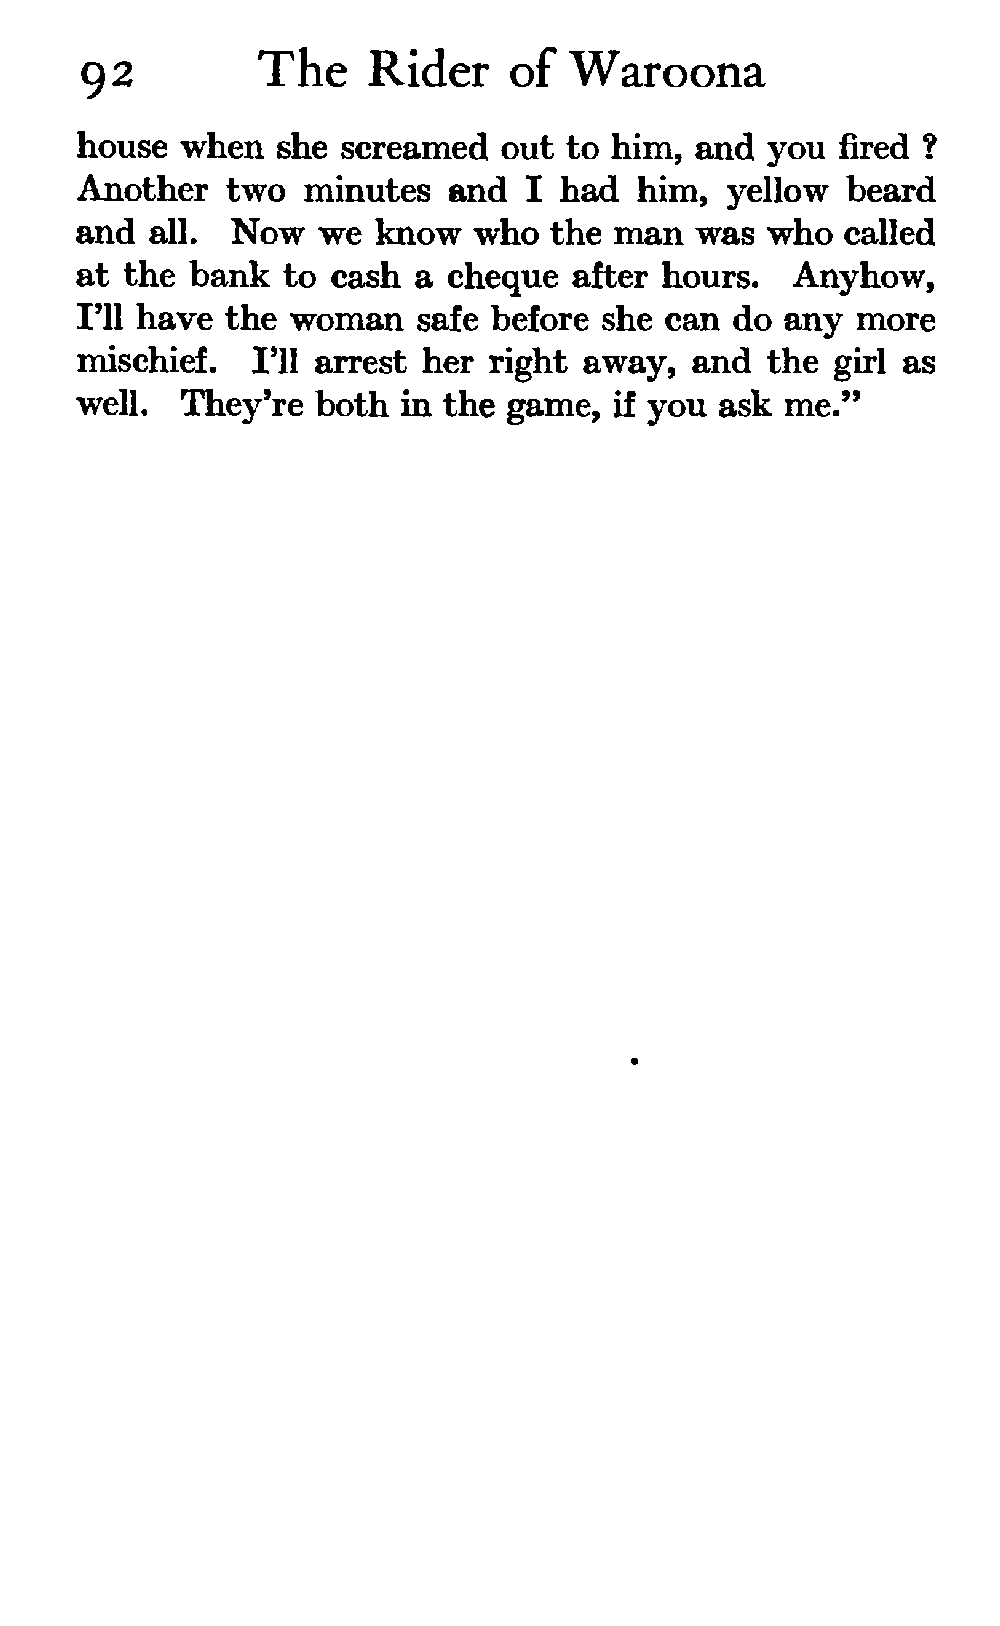 92 The Rider of Waroona
house when she screamed out to him, and you fired ?
Another two minutes and I had him, yellow beard
and all. Now we know who the man was who called
at the bank to cash a cheque after hours. Anyhow,
I'll have the woman safe before she can do any more
mischief. I'll arrest her right away, and the girl as
well. They're both in the game, if you ask me.”